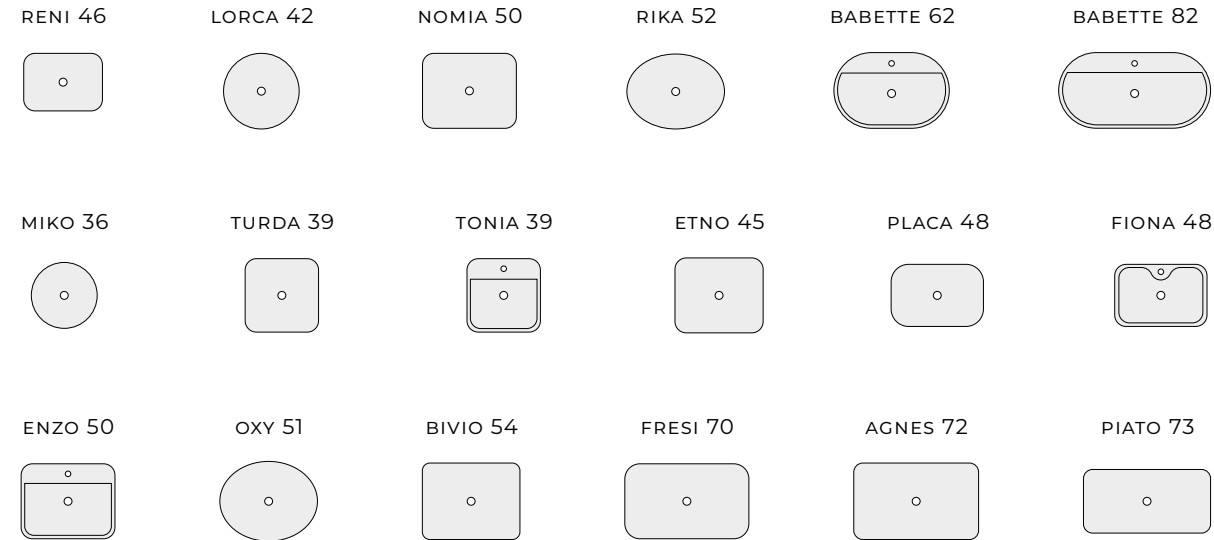 RENI 46 LORCA 42 NOMIA 50 RIKA 52 BABETTE 62 BABETTE 82
MIKO 36 TURDA 39 TONIA 39 ETNO 45 PLACA 48 FIONA 48
ENZO 50 OXY 51 BIVIO 54 FRESI 70 AGNES 72 PIATO 73